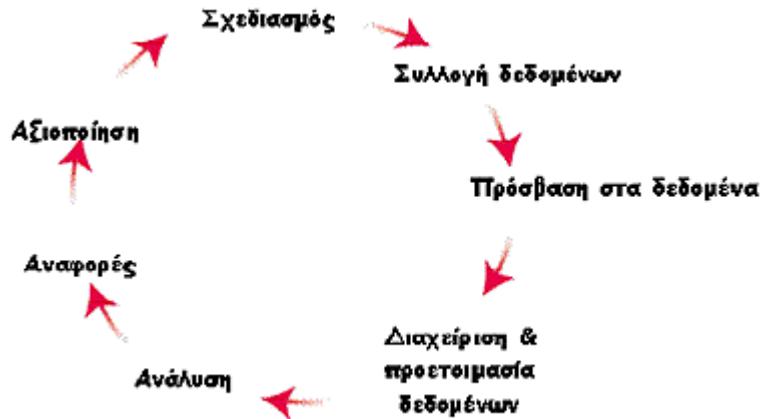 Σχεδιασμός
Συλλογή δεδομένων
Πρόσβαση στα δεδομένα
Διαχείριση &
προετοιμασία
δεδομένων
Ανάλυση
Αναφορές
Αξιοποίηση